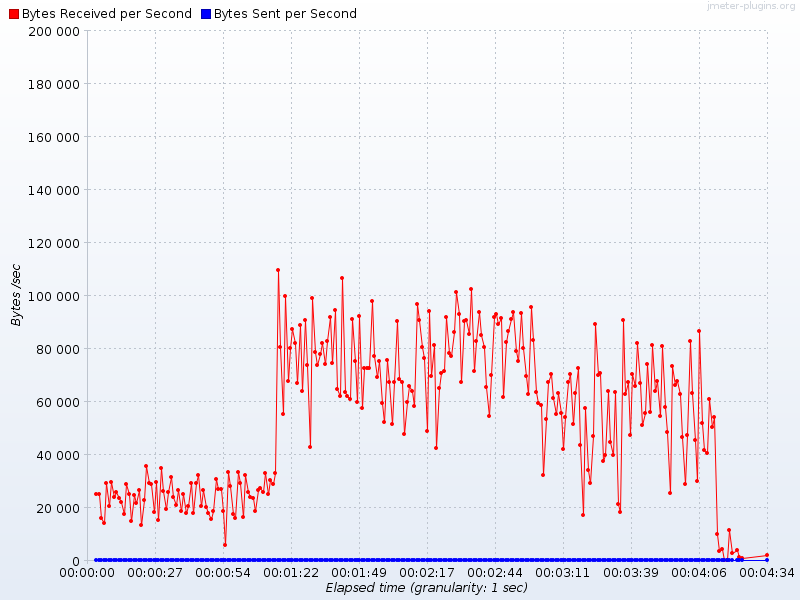 jmeter-plugins.org
Bytes Received per Second Bytes Sent per Second
200 000
180 000
160 000
140 000
120 000
100 000
80 000
60 000
40 000
20 000
0
Bytes /sec
00:00:00 00:00:27 00:00:54 00:01:22 00:01:49 00:02:17 00:02:44 00:03:11 00:03:39 00:04:06 00:04:34
Elapsed time (granularity: 1 sec)